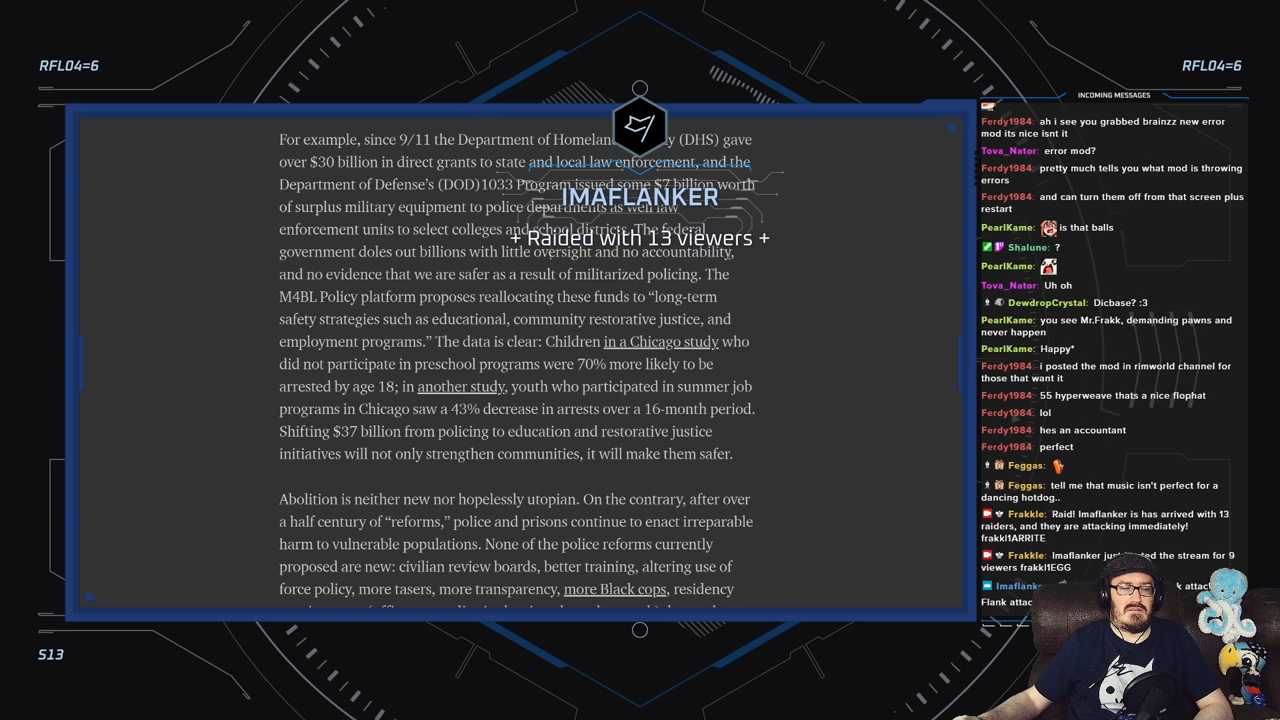 RFL04=6
RFL04=6
INCOMING MESSAGES
For example, since 9/11 the Department of Homeland (DHS) gave
over $30 billion in direct grants to state and local law enforcement, and the
Department of Defense's (DOD)1033 Program issued some $7 billion worth
of surplus military equipment to police departments as well law
enforcement units to select colleges and school districts. The federal
government doles out billions with little oversight and no accountability,
and no evidence that we are safer as a result of militarized policing. The
M4BL Policy platform proposes reallocating these funds to “long-term
safety strategies such as educational, community restorative justice, and
employment programs.” The data is clear: Children in a Chicago study who
did not participate in preschool programs were 70% more likely to be
arrested by age 18; in another study, youth who participated in summer job
programs in Chicago saw a 43% decrease in arrests over a 16-month period.
Shifting $37 billion from policing to education and restorative justice
initiatives will not only strengthen communities, it will make them safer.
Abolition is neither new nor hopelessly utopian. On the contrary, after over
a half century of “reforms,” police and prisons continue to enact irreparable
harm to vulnerable populations. None of the police reforms currently
proposed are new: civilian review boards, better training, altering use of
force policy, more tasers, more transparency, more Black cops, residency
IMAFLANKER
+ Raided with 13 viewers +
Ferdy1984: ah i see you grabbed brainzz new error
mod its nice isnt it
Tova_Nator: error mod?
Ferdy1984: pretty much tells you what mod is throwing
errors
Ferdy1984: and can turn them off from that screen plus
restart
PearlKame: is that balls
Shalune: ?
PearlKame:
Tova_Nator: Uh oh
DewdropCrystal: Dicbase? :3
PearlKame: you see Mr.Frakk, demanding pawns and
never happen
PearlKame: Happy*
Ferdy1984: i posted the mod in rimworld channel for
those that want it
Ferdy1984: 55 hyperweave thats a nice flophat
Ferdy1984: lol
Ferdy1984: hes an accountant
Ferdy1984: perfect
Feggas:
Feggas: tell me that music isn't perfect for a
dancing hotdog..
Frakkle: Raid! Imaflanker is has arrived with 13
raiders, and they are attacking immediately!
frakkl1ARRITE
Frakkle: Imaflanker just ted the stream for 9
viewers frakkl1EGG
Imaflanke k attac
Flank attac
S13